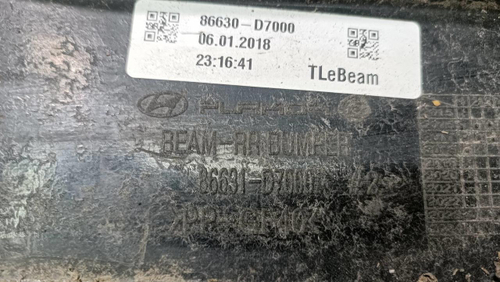 86630-D7000
06.01.2018
23:16:41
TLeBeam
BEAM-RR BUMPER
86631-D7000